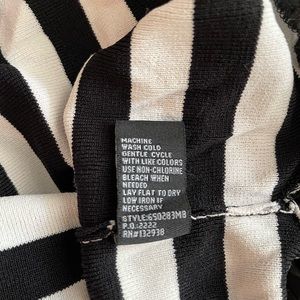 MACHINE
WASH COLD
GENTLE CYCLE
WITH LIKE COLORS
USE NON-CHLORINE
BLEACH WHEN
NEEDED
LAY FLAT TO DRY
LOW IRON IF
NECESSARY
STYLE:650283MB
P.O.:2222
RN#132938